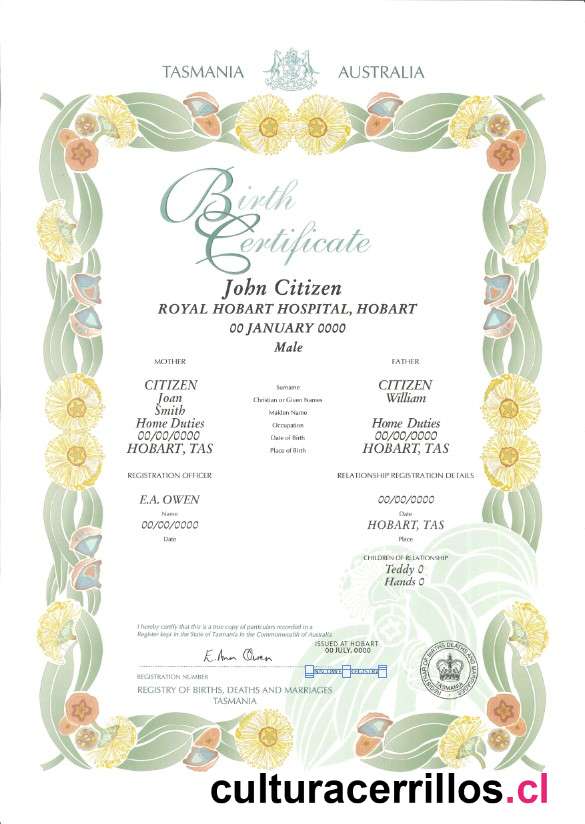 TASMANIA AUSTRALIA
Birth
Certificate
John Citizen
ROYAL HOBART HOSPITAL, HOBART
00 JANUARY 0000
Male
MOTHER FATHER
CITIZEN Surname CITIZEN
Joan Christian or Given Names William
Smith Maiden Name
Home Duties Occupation Home Duties
00/00/0000 Date of Birth 00/00/0000
HOBART, TAS Place of Birth HOBART, TAS
REGISTRATION OFFICER RELATIONSHIP REGISTRATION DETAILS
E.A. OWEN 00/00/0000
Name Date
00/00/0000 HOBART, TAS
Date Place
CHILDREN OF RELATIONSHIP
Teddy 0
Hands 0
I hereby certify that this is a true copy of particulars recorded in a
Register kept in the State of Tasmania in the Commonwealth of Australia
ISSUED AT HOBART
00 JULY, 0000
E. Ann Owen
REGISTRATION NUMBER
REGISTRY OF BIRTHS, DEATHS AND MARRIAGES
TASMANIA
REGISTRAR OF BIRTHS DEATHS AND MARRIAGES
TASMANIA
culturacerrillos.cl